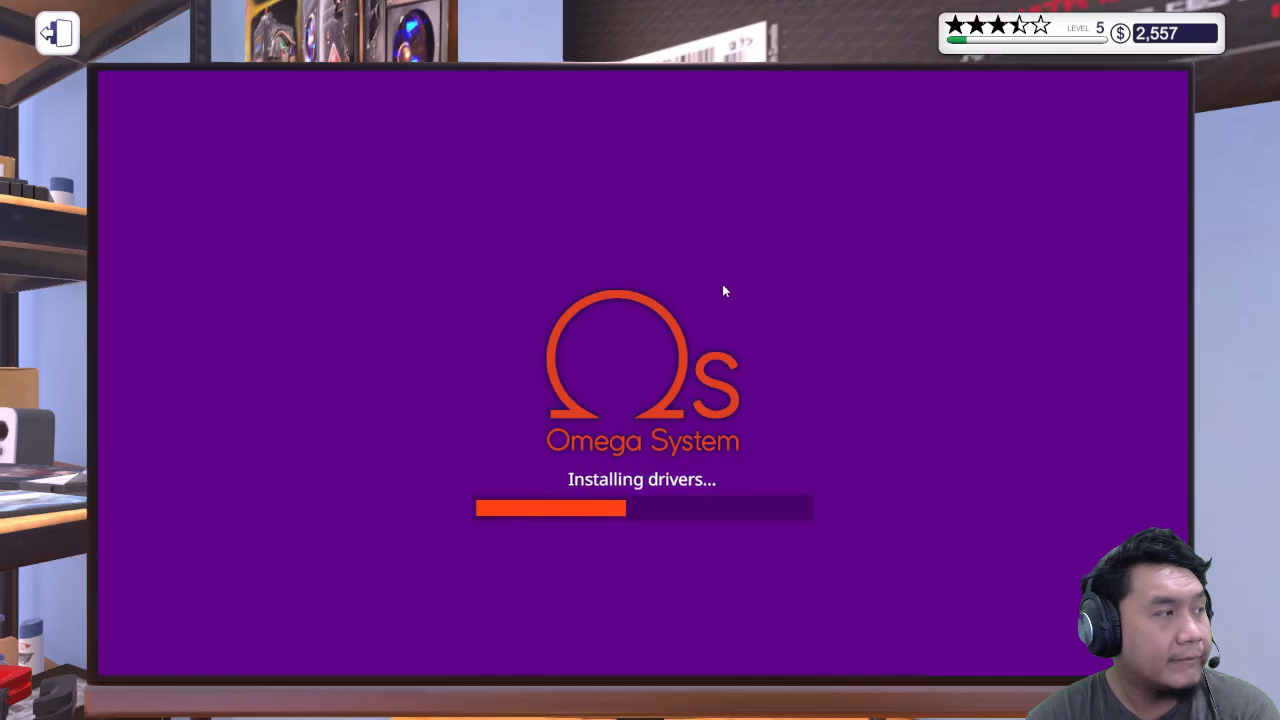 LEVEL 5 $ 2,557
Ωs
Omega System
Installing drivers...